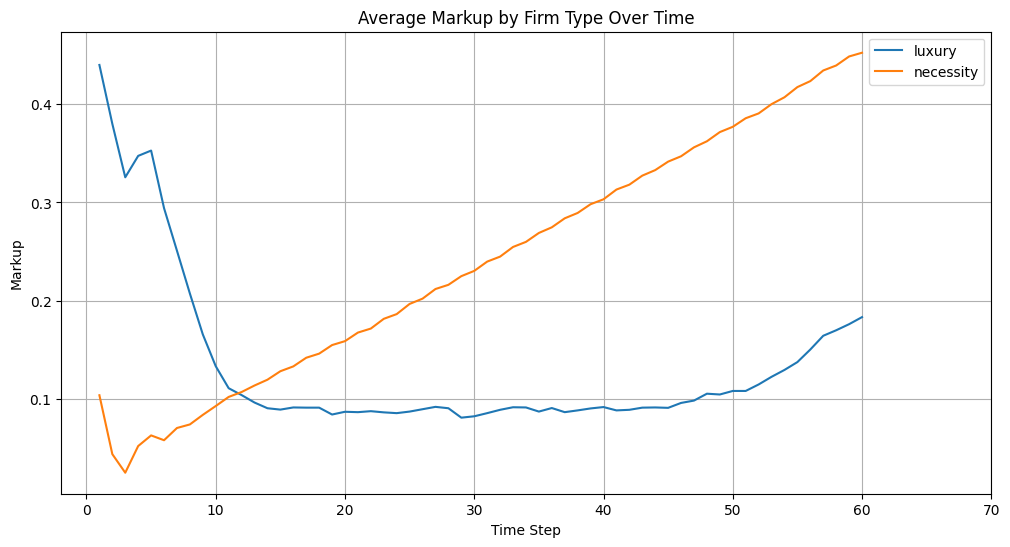 Average Markup by Firm Type Over Time
luxury
necessity
Markup
0.4
0.3
0.2
0.1
0 10 20 30 40 50 60 70
Time Step